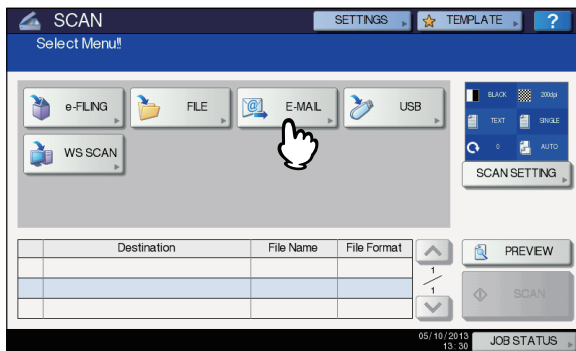 SCAN
SETTINGS
TEMPLATE
?
Select Menu!!
e-FILING
FILE
E-MAIL
USB
WS SCAN
BLACK
200dpi
TEXT
SINGLE
0
AUTO
SCAN SETTING
Destination
File Name
File Format
1
1
PREVIEW
SCAN
05/10/2013
13:30
JOB STATUS